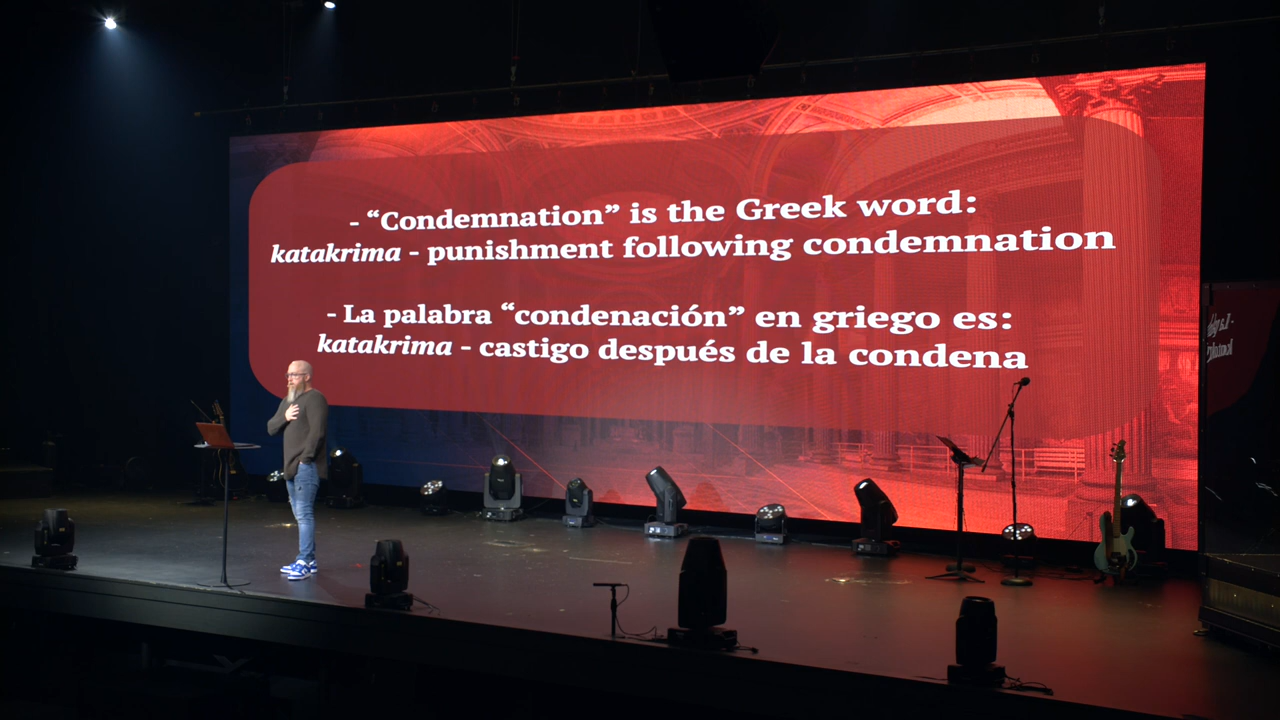 - “Condemnation” is the Greek word:
katakrima - punishment following condemnation
- La palabra “condenación” en griego es:
katakrima - castigo después de la condena